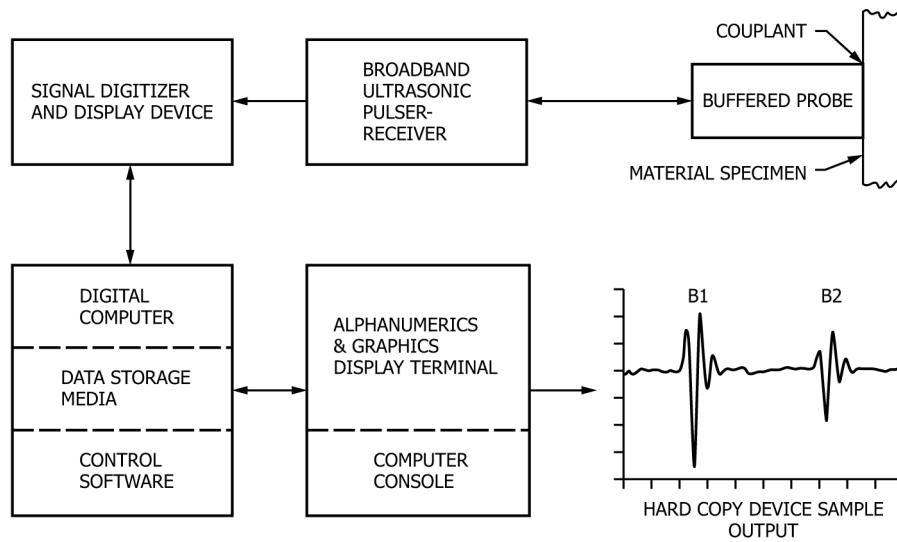 SIGNAL DIGITIZER
AND DISPLAY DEVICE
BROADBAND
ULTRASONIC
PULSER-
RECEIVER
COUPLANT
BUFFERED PROBE
MATERIAL SPECIMEN
DIGITAL
COMPUTER
DATA STORAGE
MEDIA
CONTROL
SOFTWARE
ALPHANUMERICS
& GRAPHICS
DISPLAY TERMINAL
COMPUTER
CONSOLE
B1
B2
HARD COPY DEVICE SAMPLE
OUTPUT